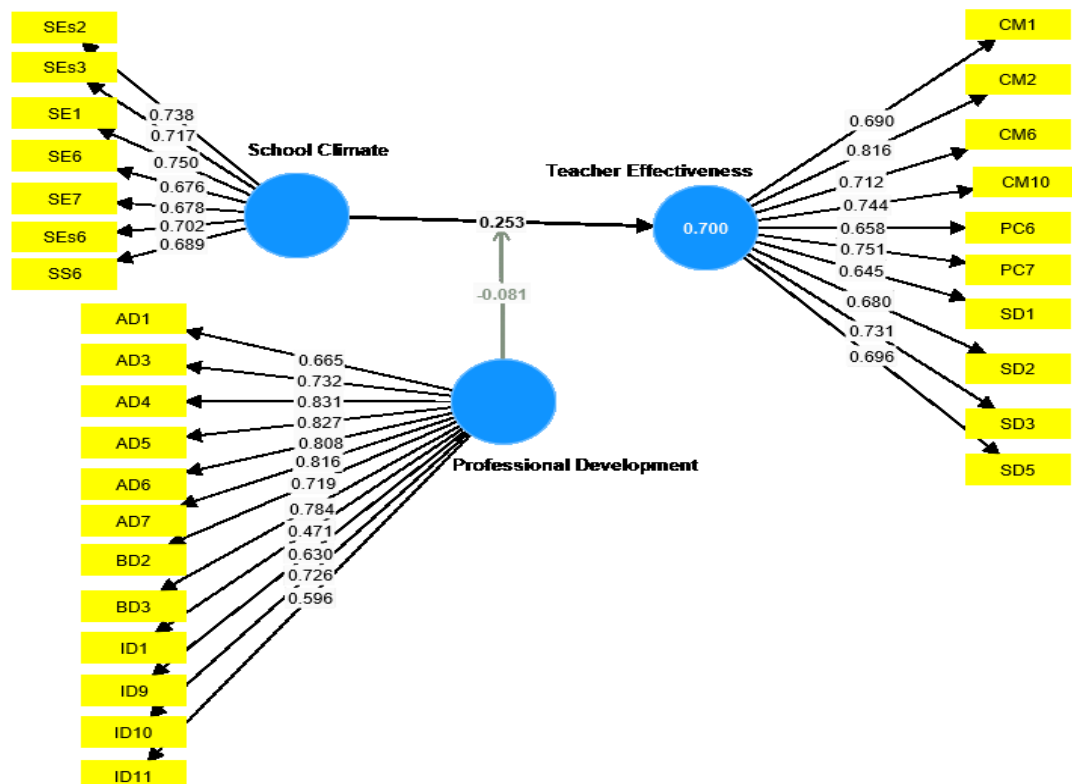 SEs2
SEs3
SE1
SE6
SE7
SEs6
SS6
0.738
0.717
0.750
0.676
0.678
0.702
0.689
School Climate
0.253
-0.081
Teacher Effectiveness
0.700
0.690
0.816
0.712
0.744
0.658
0.751
0.645
0.680
0.731
0.696
CM1
CM2
CM6
CM10
PC6
PC7
SD1
SD2
SD3
SD5
AD1
AD3
AD4
AD5
AD6
AD7
BD2
BD3
ID1
ID9
ID10
ID11
0.665
0.732
0.831
0.827
0.808
0.816
0.719
0.784
0.471
0.630
0.726
0.596
Professional Development